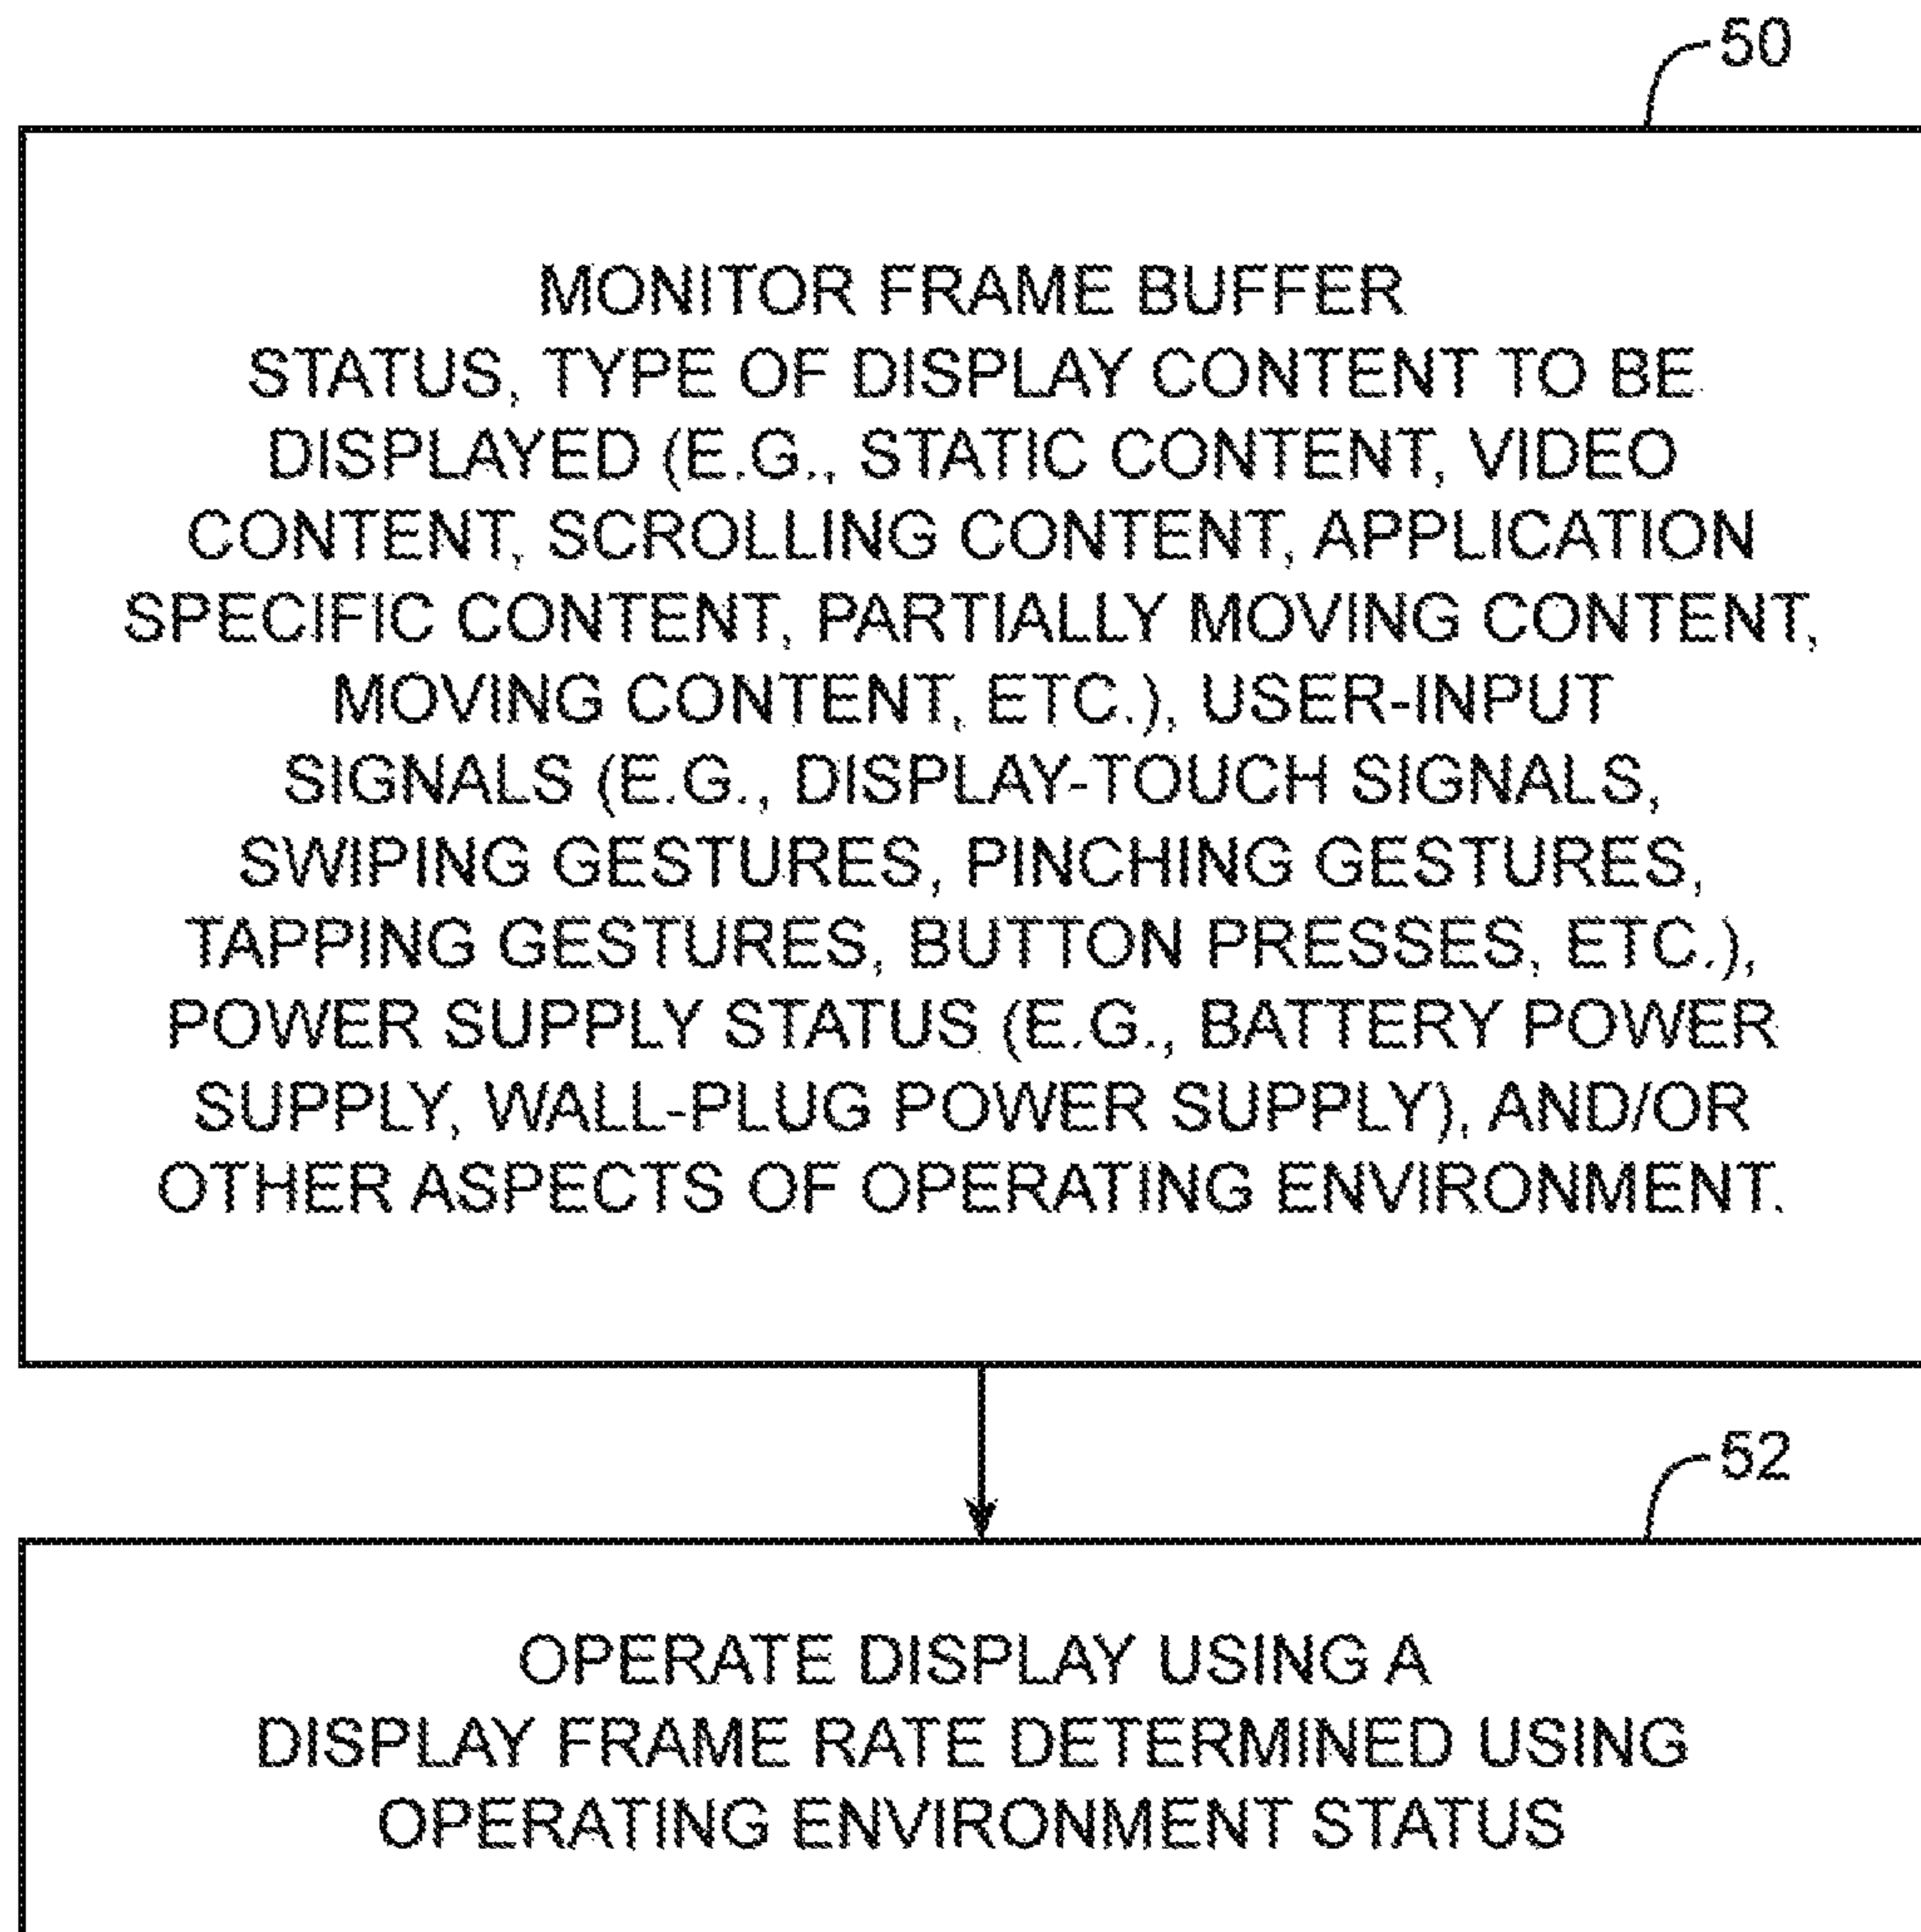 50
MONITOR FRAME BUFFER
STATUS, TYPE OF DISPLAY CONTENT TO BE
DISPLAYED (E.G., STATIC CONTENT, VIDEO
CONTENT, SCROLLING CONTENT, APPLICATION
SPECIFIC CONTENT, PARTIALLY MOVING CONTENT,
MOVING CONTENT, ETC.), USER-INPUT
SIGNALS (E.G., DISPLAY-TOUCH SIGNALS,
SWIPING GESTURES, PINCHING GESTURES,
TAPPING GESTURES, BUTTON PRESSES, ETC.),
POWER SUPPLY STATUS (E.G., BATTERY POWER
SUPPLY, WALL-PLUG POWER SUPPLY), AND/OR
OTHER ASPECTS OF OPERATING ENVIRONMENT.
52
OPERATE DISPLAY USING A
DISPLAY FRAME RATE DETERMINED USING
OPERATING ENVIRONMENT STATUS